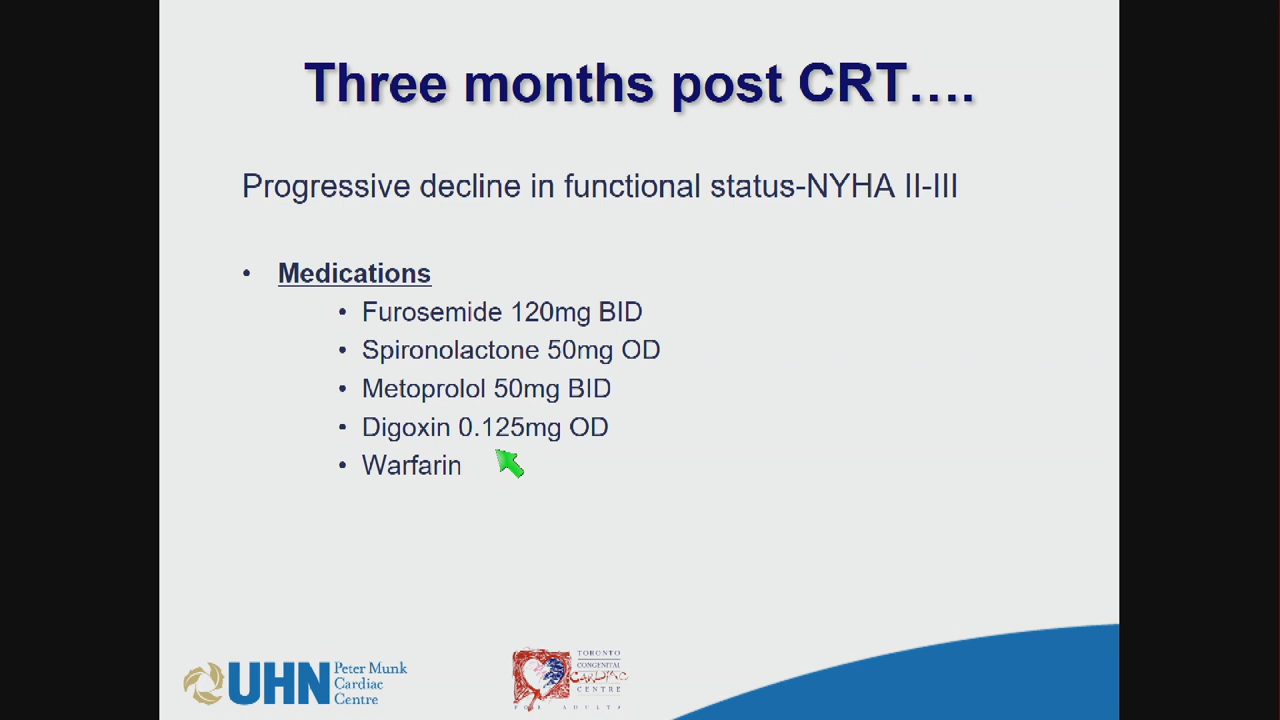 Three months post CRT....
Progressive decline in functional status-NYHA II-III
• Medications
• Furosemide 120mg BID
• Spironolactone 50mg OD
• Metoprolol 50mg BID
• Digoxin 0.125mg OD
• Warfarin
UHN Peter Munk
Cardiac
Centre
TORONTO
CONGENITAL
CARDIAC
CENTRE
FOR ADULTS